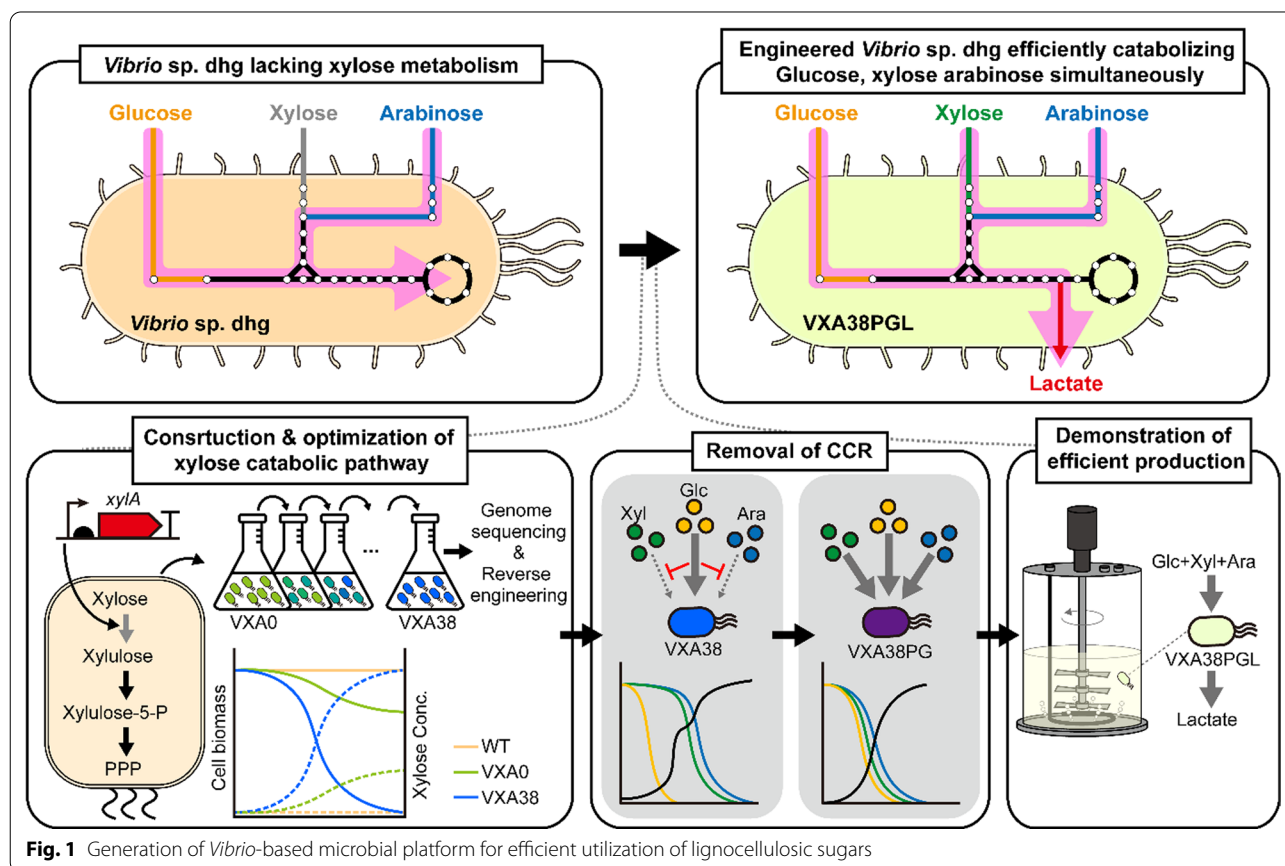 Vibrio sp. dhg lacking xylose metabolism
Glucose
Xylose
Arabinose
Vibrio sp. dhg
Engineered Vibrio sp. dhg efficiently catabolizing
Glucose, xylose arabinose simultaneously
Glucose
Xylose
Arabinose
VXA38PGL
Lactate
Consrtuction & optimization of
xylose catabolic pathway
xylA
Xylose
Xylulose
Xylulose-5-P
PPP
VXA0
...
VXA38
Genome
sequencing
&
Reverse
engineering
Cell biomass
Xylose Conc.
WT
VXA0
VXA38
Removal of CCR
Xyl
Glc
Ara
VXA38
VXA38PG
Demonstration of
efficient production
Glc+Xyl+Ara
VXA38PGL
Lactate
Fig. 1 Generation of Vibrio-based microbial platform for efficient utilization of lignocellulosic sugars